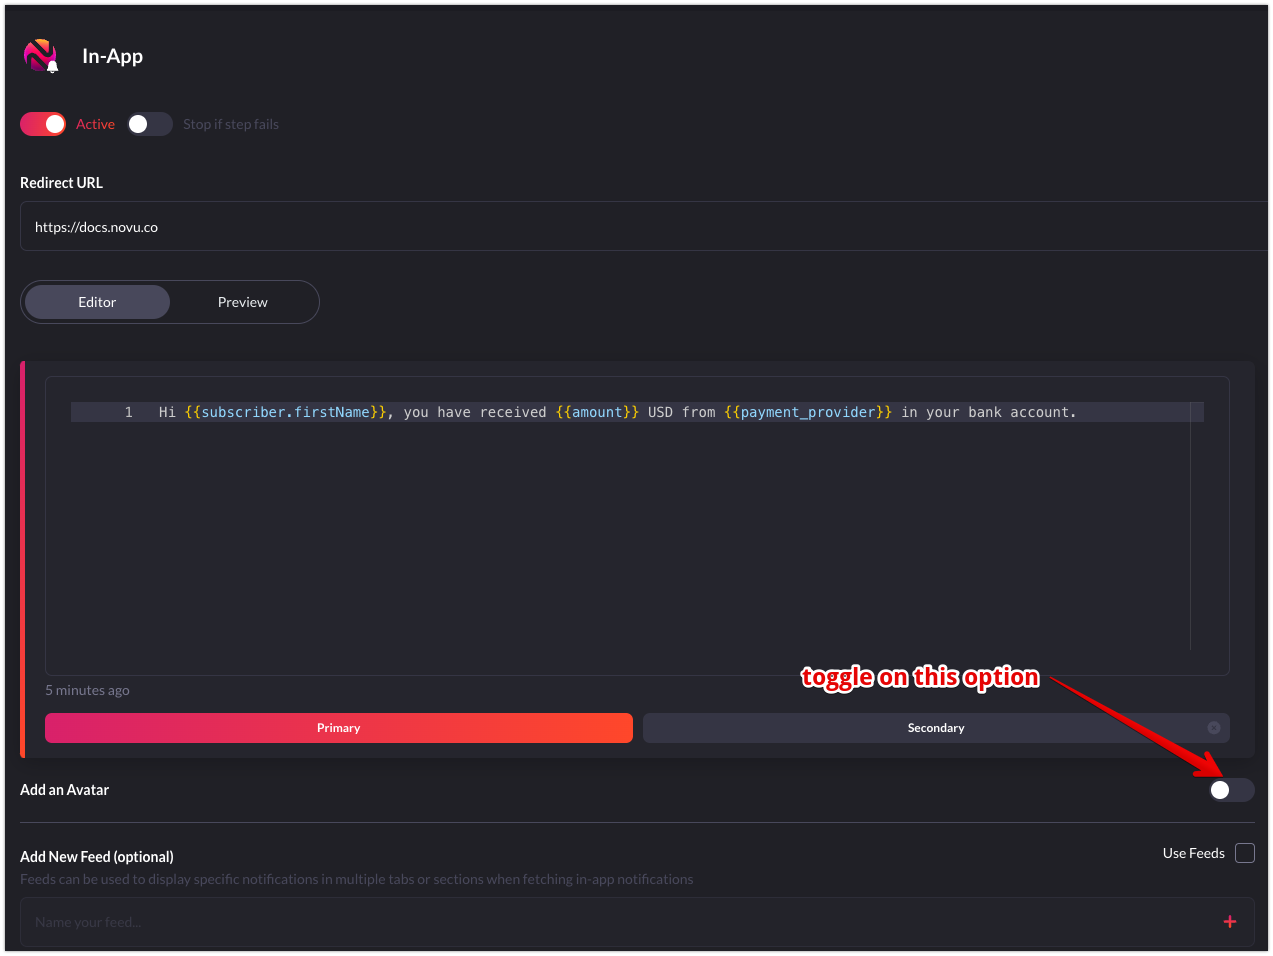 In-App
Active
Stop if step fails
Redirect URL
https://docs.novu.co
Editor
Preview
1 Hi {{subscriber.firstName}}, you have received {{amount}} USD from {{payment_provider}} in your bank account.
toggle on this option
5 minutes ago
Primary
Secondary
Add an Avatar
Add New Feed (optional)
Use Feeds
Feeds can be used to display specific notifications in multiple tabs or sections when fetching in-app notifications
Name your feed...